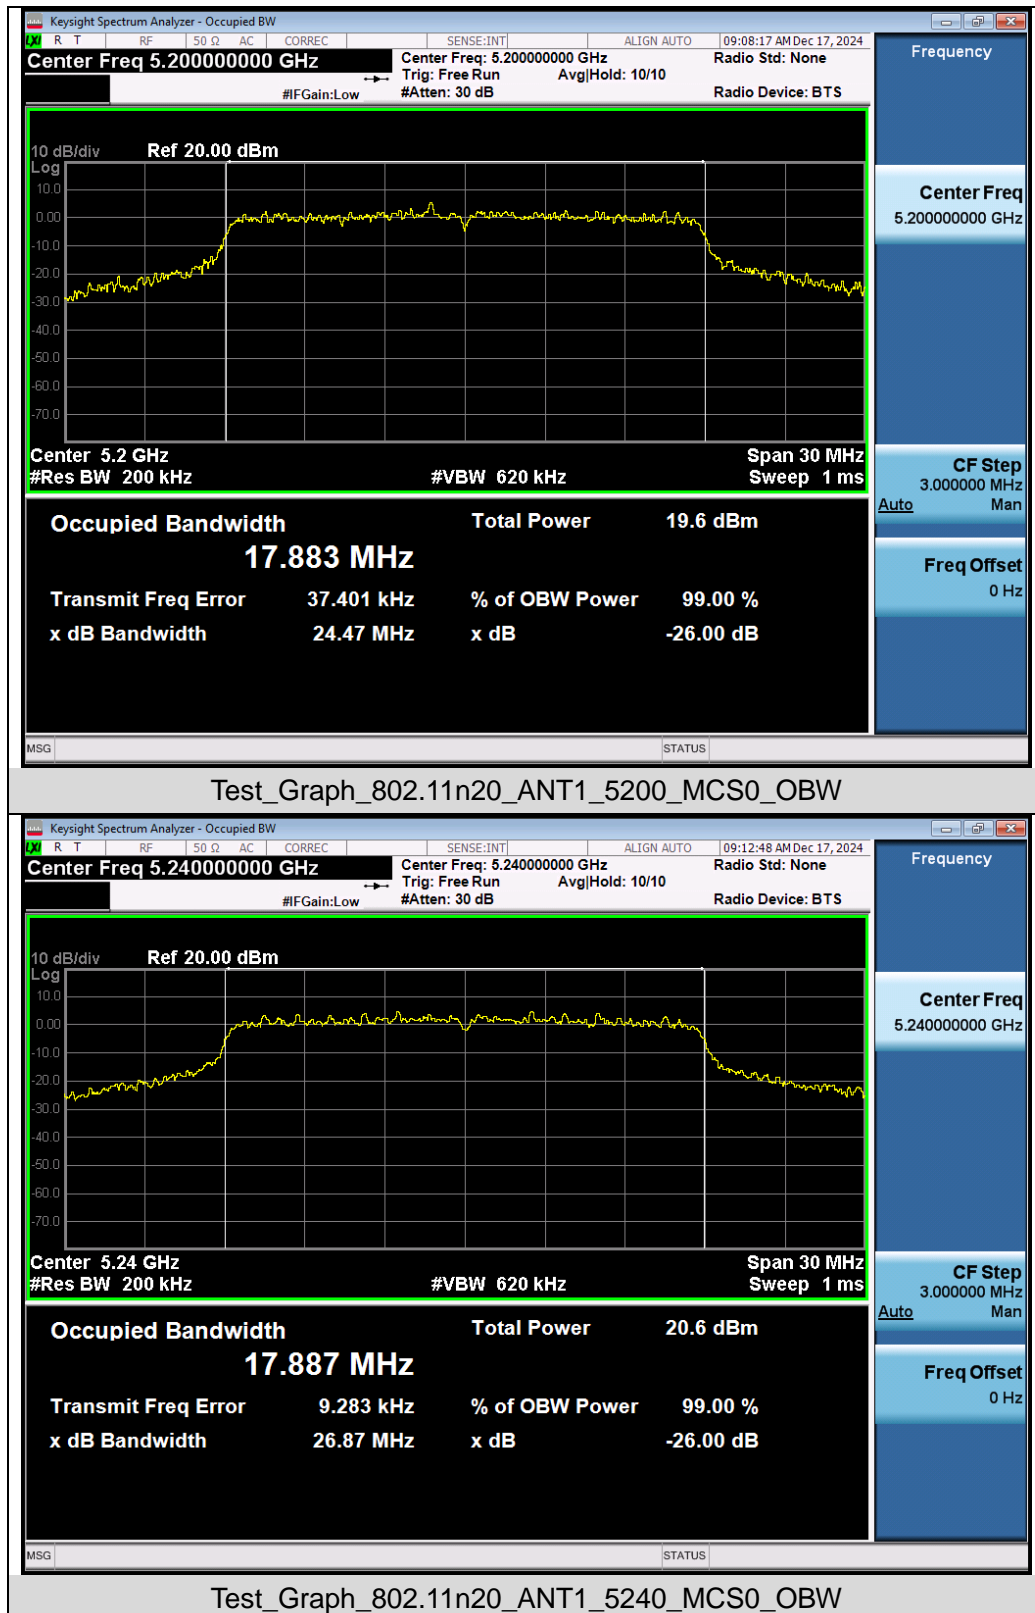 Keysight Spectrum Analyzer - Occupied BW
LXI R T RF 50 Ω AC CORREC SENSE:INT ALIGN AUTO 09:08:17 AM Dec 17, 2024
Center Freq 5.200000000 GHz Center Freq: 5.200000000 GHz Radio Std: None
Trig: Free Run Avg|Hold: 10/10
#IFGain:Low #Atten: 30 dB Radio Device: BTS
Frequency
10 dB/div Ref 20.00 dBm
Log
10.0
0.00
-10.0
-20.0
-30.0
-40.0
-50.0
-60.0
-70.0
Center 5.2 GHz Span 30 MHz
#Res BW 200 kHz #VBW 620 kHz Sweep 1 ms
Center Freq
5.200000000 GHz
CF Step
3.000000 MHz
Auto Man
Freq Offset
0 Hz
Occupied Bandwidth Total Power 19.6 dBm
17.883 MHz
Transmit Freq Error 37.401 kHz % of OBW Power 99.00 %
x dB Bandwidth 24.47 MHz x dB -26.00 dB
MSG STATUS
Test_Graph_802.11n20_ANT1_5200_MCS0_OBW
Keysight Spectrum Analyzer - Occupied BW
LXI R T RF 50 Ω AC CORREC SENSE:INT ALIGN AUTO 09:12:48 AM Dec 17, 2024
Center Freq 5.240000000 GHz Center Freq: 5.240000000 GHz Radio Std: None
Trig: Free Run Avg|Hold: 10/10
#IFGain:Low #Atten: 30 dB Radio Device: BTS
Frequency
10 dB/div Ref 20.00 dBm
Log
10.0
0.00
-10.0
-20.0
-30.0
-40.0
-50.0
-60.0
-70.0
Center 5.24 GHz Span 30 MHz
#Res BW 200 kHz #VBW 620 kHz Sweep 1 ms
Center Freq
5.240000000 GHz
CF Step
3.000000 MHz
Auto Man
Freq Offset
0 Hz
Occupied Bandwidth Total Power 20.6 dBm
17.887 MHz
Transmit Freq Error 9.283 kHz % of OBW Power 99.00 %
x dB Bandwidth 26.87 MHz x dB -26.00 dB
MSG STATUS
Test_Graph_802.11n20_ANT1_5240_MCS0_OBW